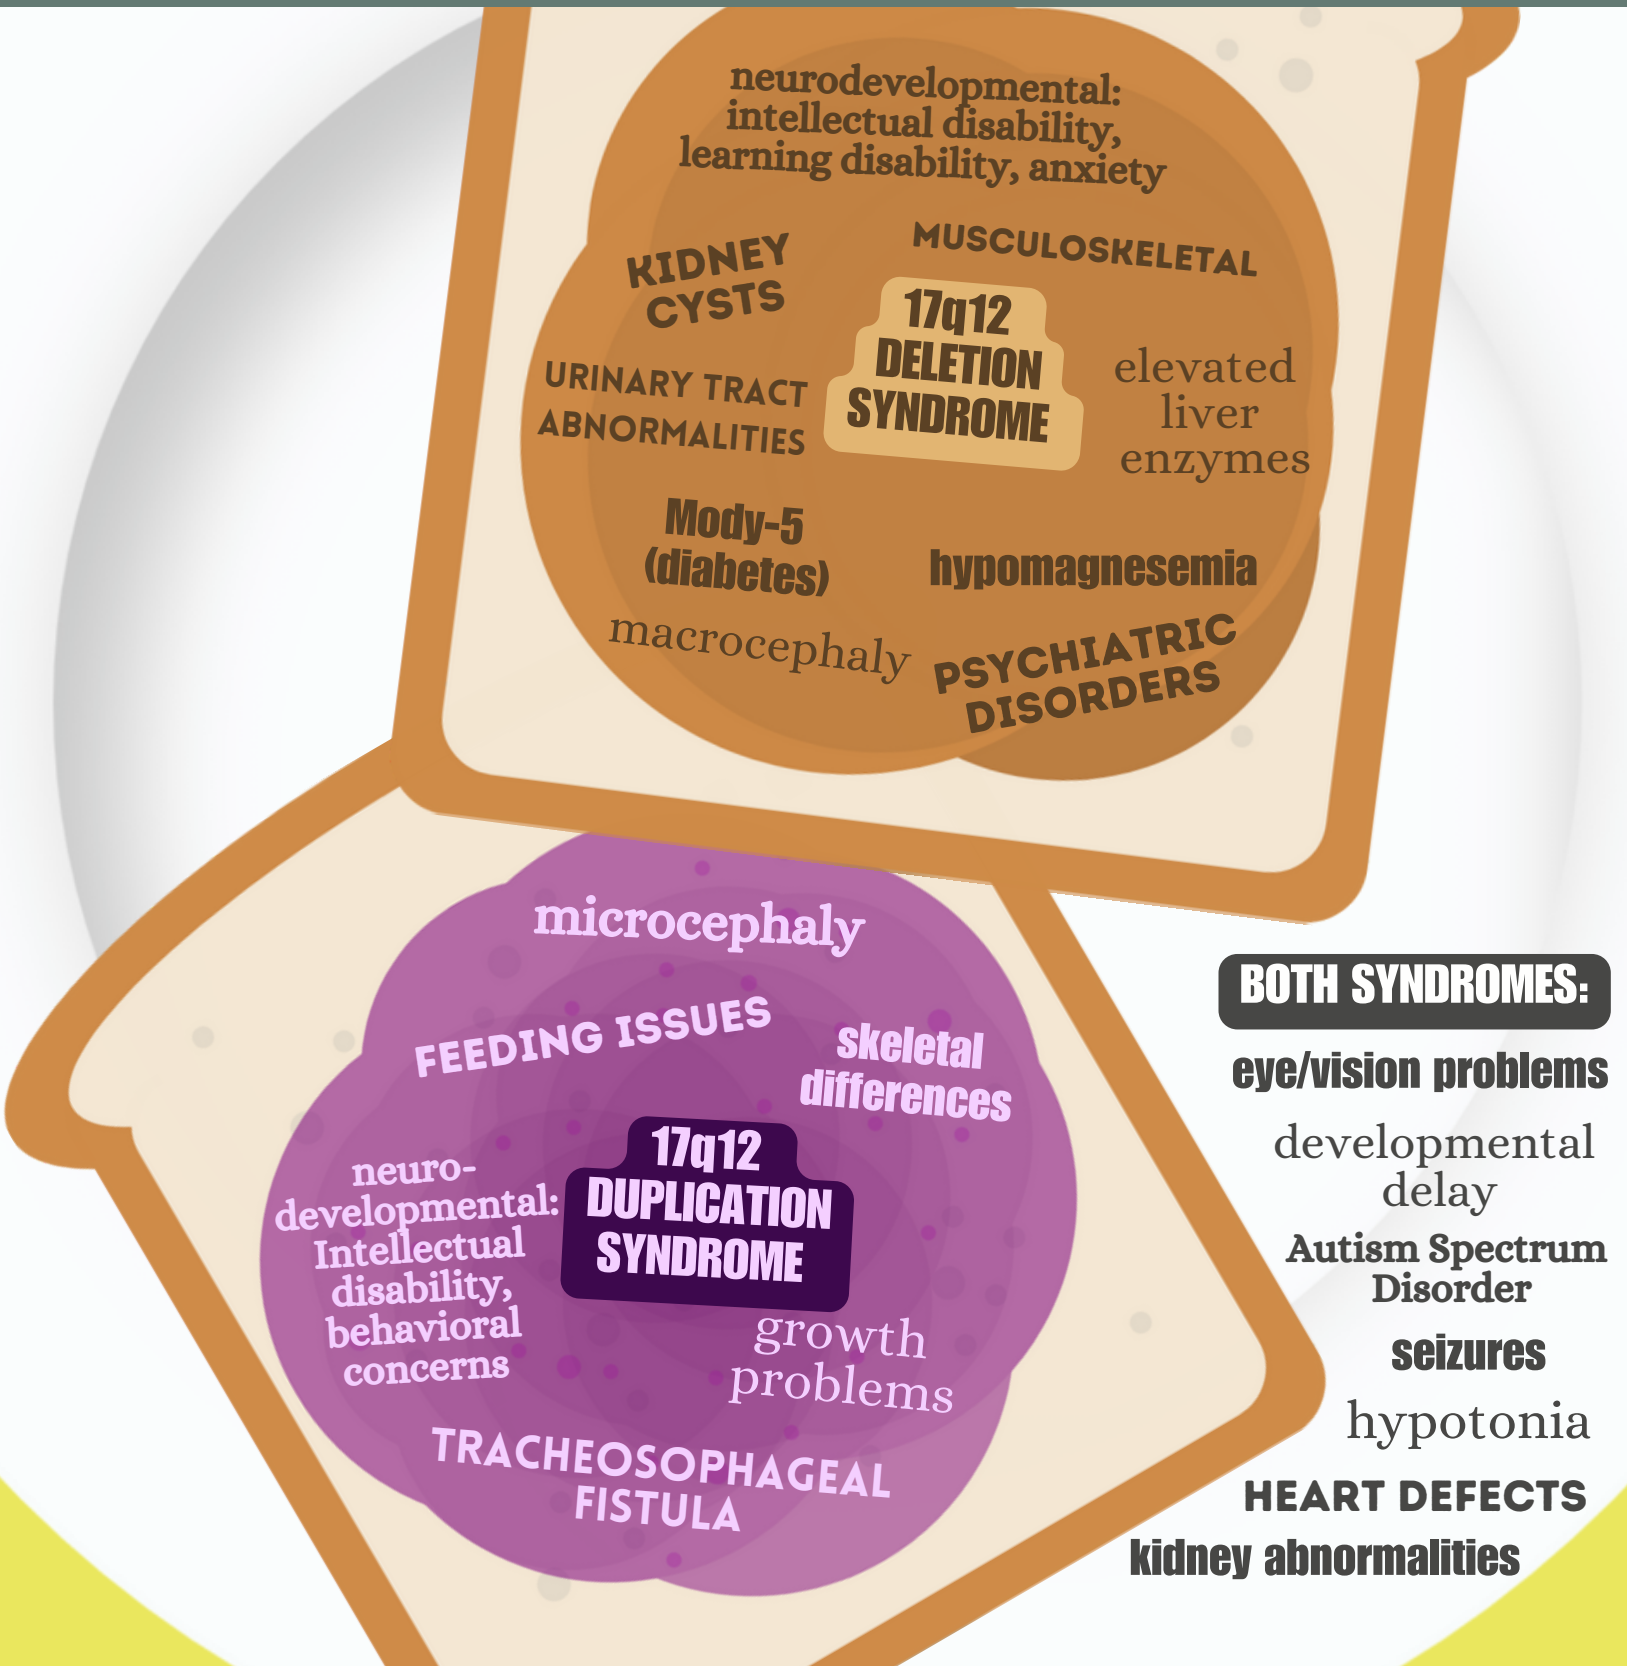 neurodevelopmental:
intellectual disability,
learning disability, anxiety
KIDNEY
CYSTS
MUSCULOSKELETAL
17q12
DELETION
SYNDROME
URINARY TRACT
ABNORMALITIES
elevated
liver
enzymes
Mody-5
(diabetes)
hypomagnesemia
macrocephaly
PSYCHIATRIC
DISORDERS
microcephaly
FEEDING ISSUES
skeletal
differences
17q12
DUPLICATION
SYNDROME
neuro-
developmental:
Intellectual
disability,
behavioral
concerns
growth
problems
TRACHEOSOPHAGEAL
FISTULA
BOTH SYNDROMES:
eye/vision problems
developmental
delay
Autism Spectrum
Disorder
seizures
hypotonia
HEART DEFECTS
kidney abnormalities